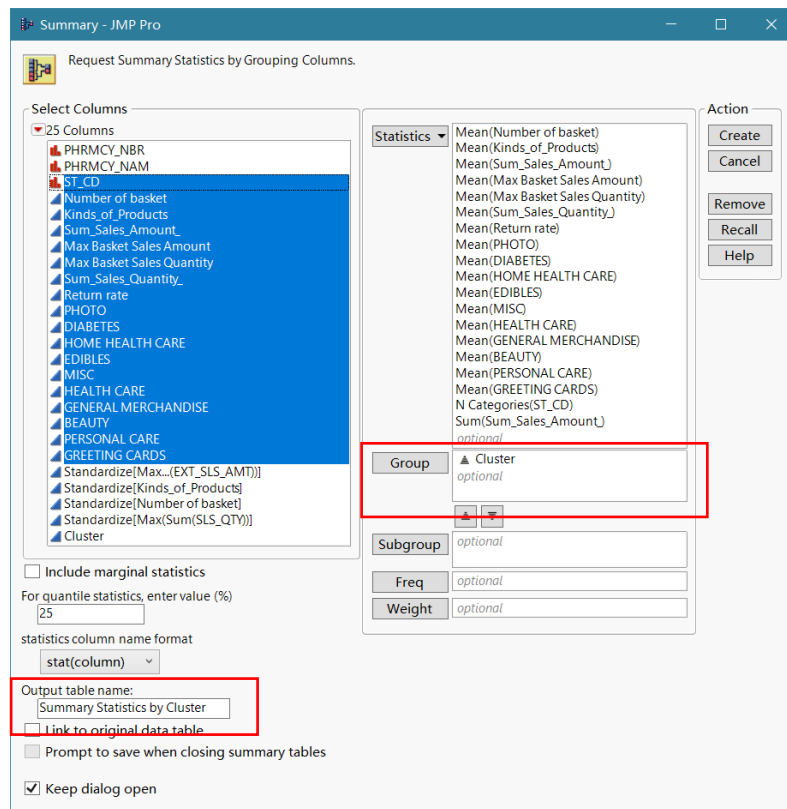 Summary - JMP Pro
Request Summary Statistics by Grouping Columns.
Select Columns
25 Columns
PHRMCY_NBR
PHRMCY_NAM
ST_CD
Number of basket
Kinds_of_Products
Sum_Sales_Amount_
Max Basket Sales Amount
Max Basket Sales Quantity
Sum_Sales_Quantity_
Return rate
PHOTO
DIABETES
HOME HEALTH CARE
EDIBLES
MISC
HEALTH CARE
GENERAL MERCHANDISE
BEAUTY
PERSONAL CARE
GREETING CARDS
Standardize[Max...(EXT_SLS_AMT))]
Standardize[Kinds_of_Products]
Standardize[Number of basket]
Standardize[Max(Sum(SLS_QTY))]
Cluster
Include marginal statistics
For quantile statistics, enter value (%)
25
statistics column name format
stat(column)
Output table name:
Summary Statistics by Cluster
Link to original data table
Prompt to save when closing summary tables
Keep dialog open
Statistics
Mean(Number of basket)
Mean(Kinds_of_Products)
Mean(Sum_Sales_Amount_)
Mean(Max Basket Sales Amount)
Mean(Max Basket Sales Quantity)
Mean(Sum_Sales_Quantity_)
Mean(Return rate)
Mean(PHOTO)
Mean(DIABETES)
Mean(HOME HEALTH CARE)
Mean(EDIBLES)
Mean(MISC)
Mean(HEALTH CARE)
Mean(GENERAL MERCHANDISE)
Mean(BEAUTY)
Mean(PERSONAL CARE)
Mean(GREETING CARDS)
N Categories(ST_CD)
Sum(Sum_Sales_Amount_)
optional
Group
Cluster
optional
Subgroup
optional
Freq
optional
Weight
optional
Action
Create
Cancel
Remove
Recall
Help